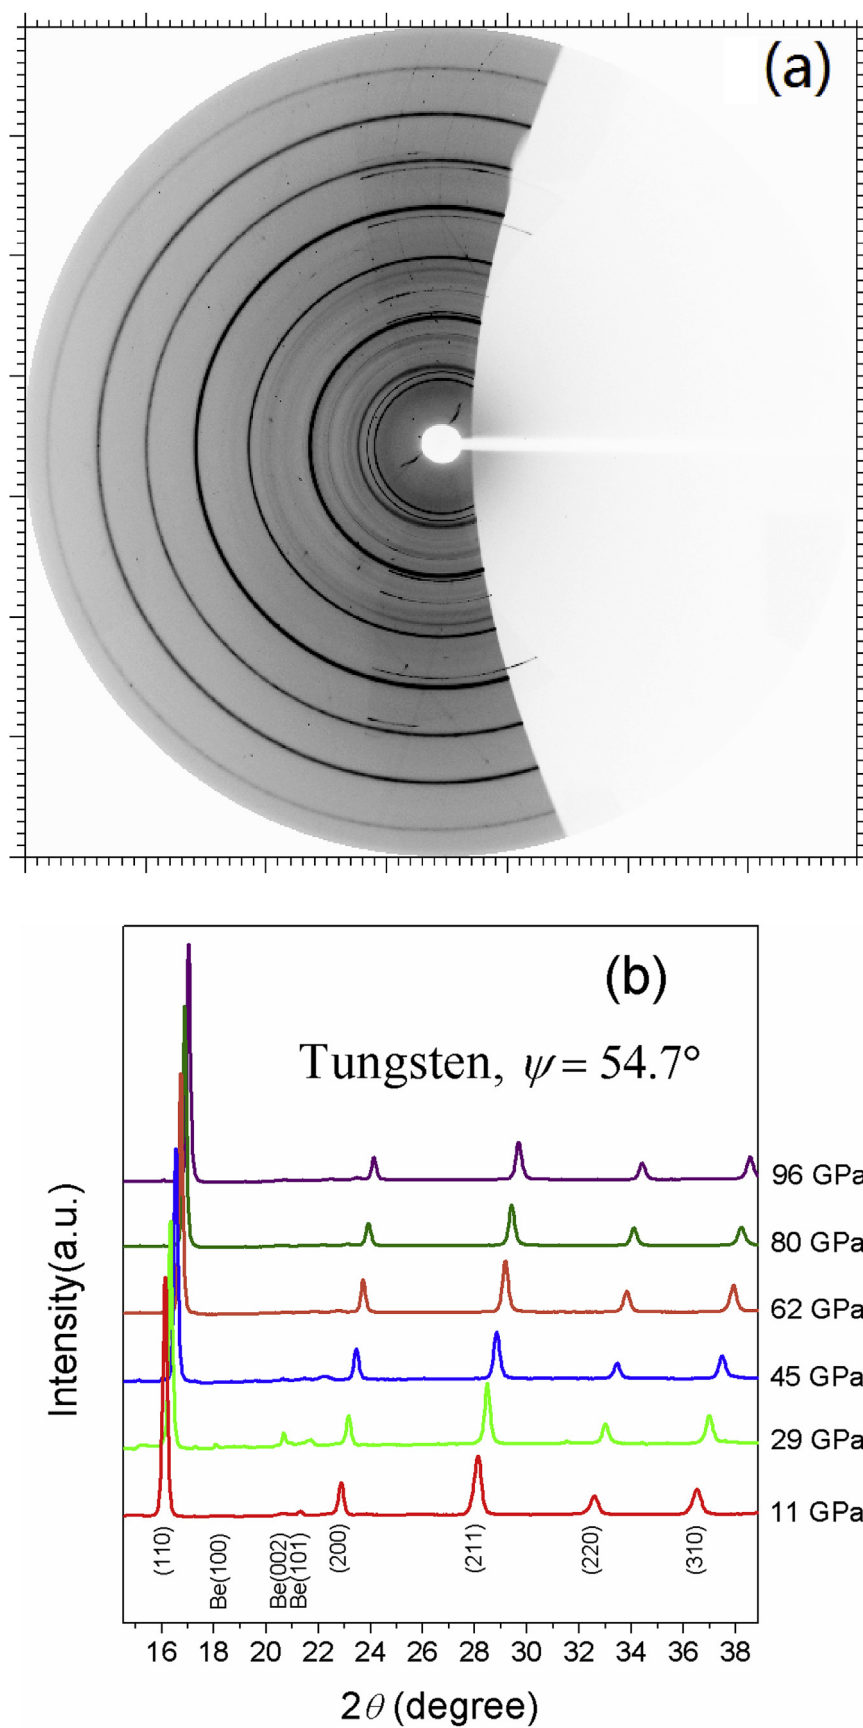 (a)
(b)
Tungsten, ψ = 54.7°
Intensity(a.u.)
96 GPa
80 GPa
62 GPa
45 GPa
29 GPa
11 GPa
(110)
Be(100)
Be(002)
Be(101)
(200)
(211)
(220)
(310)
16 18 20 22 24 26 28 30 32 34 36 38
2θ (degree)